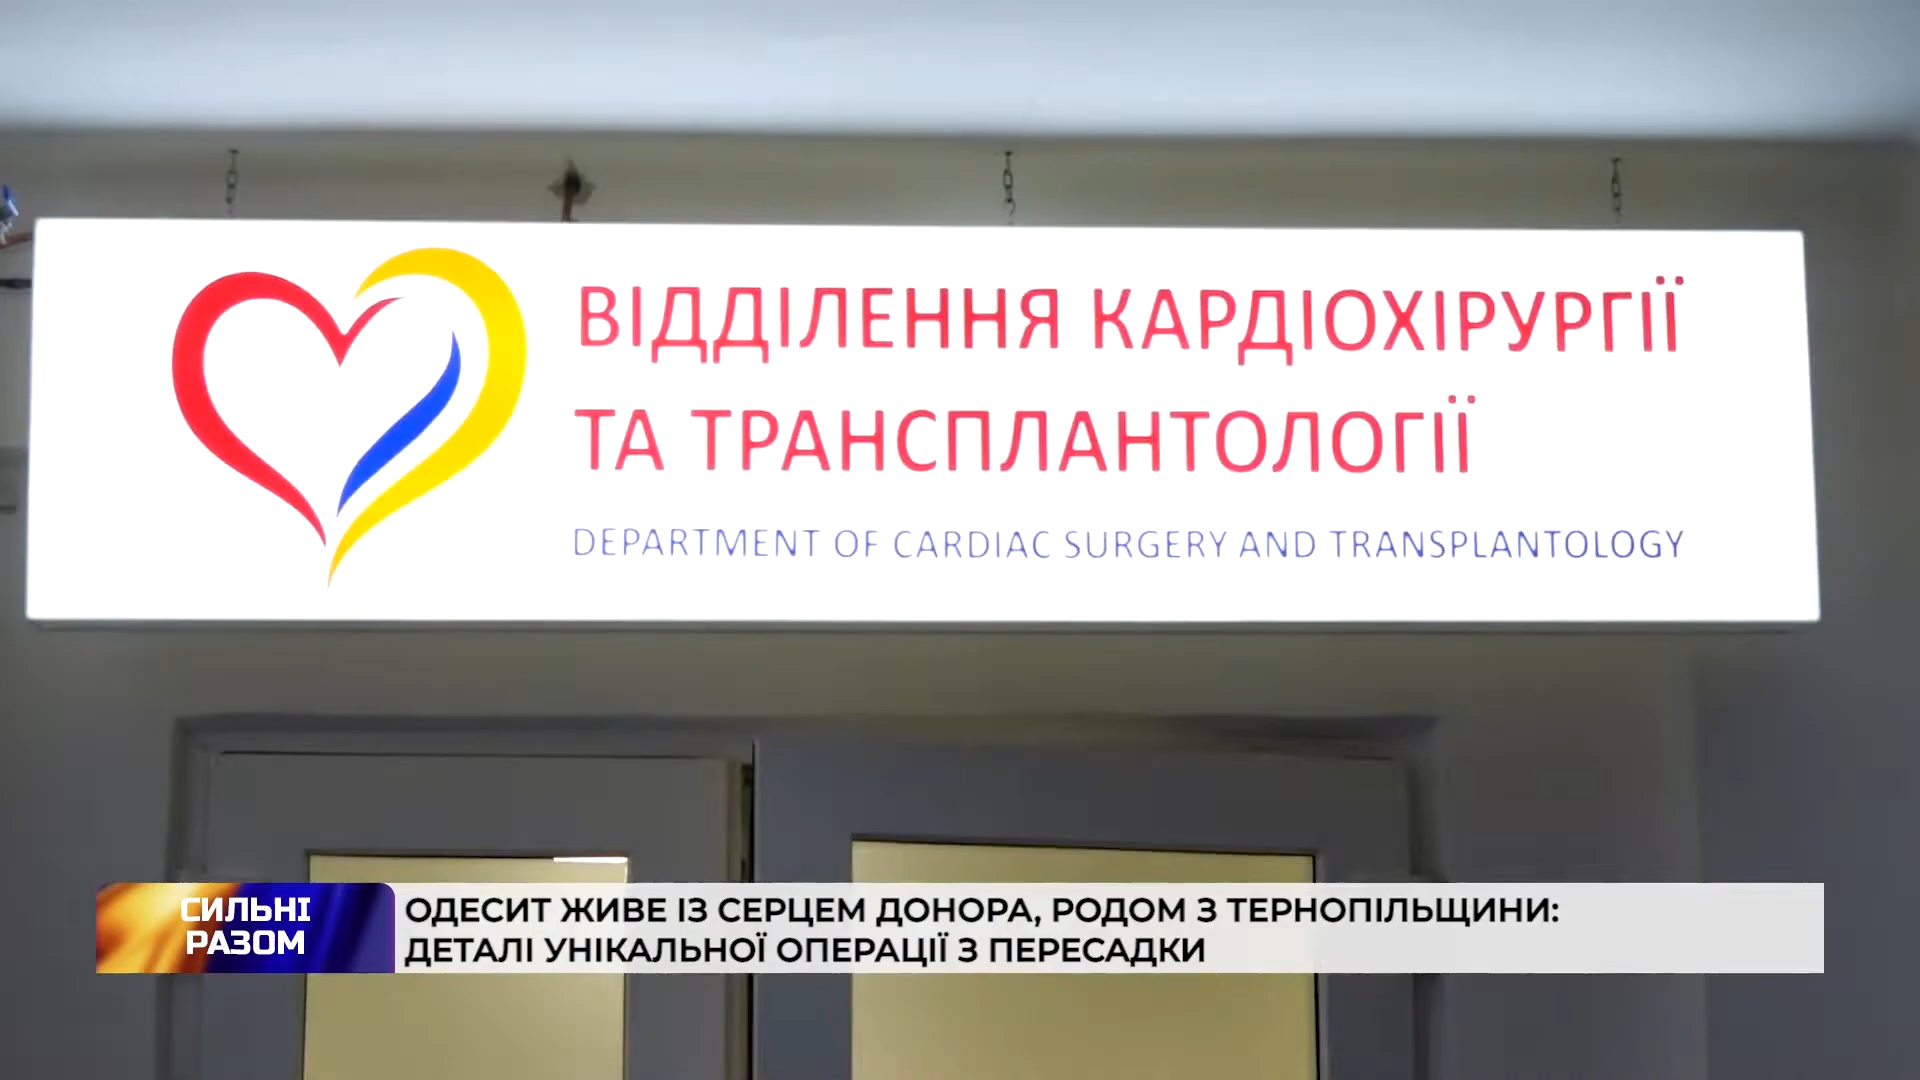 ВІДДІЛЕННЯ КАРДІОХІРУРГІЇ
ТА ТРАНСПЛАНТОЛОГІЇ
DEPARTMENT OF CARDIAC SURGERY AND TRANSPLANTOLOGY
СИЛЬНІ
РАЗОМ
ОДЕСИТ ЖИВЕ ІЗ СЕРЦЕМ ДОНОРА, РОДОМ З ТЕРНОПІЛЬЩИНИ:
ДЕТАЛІ УНІКАЛЬНОЇ ОПЕРАЦІЇ З ПЕРЕСАДКИ